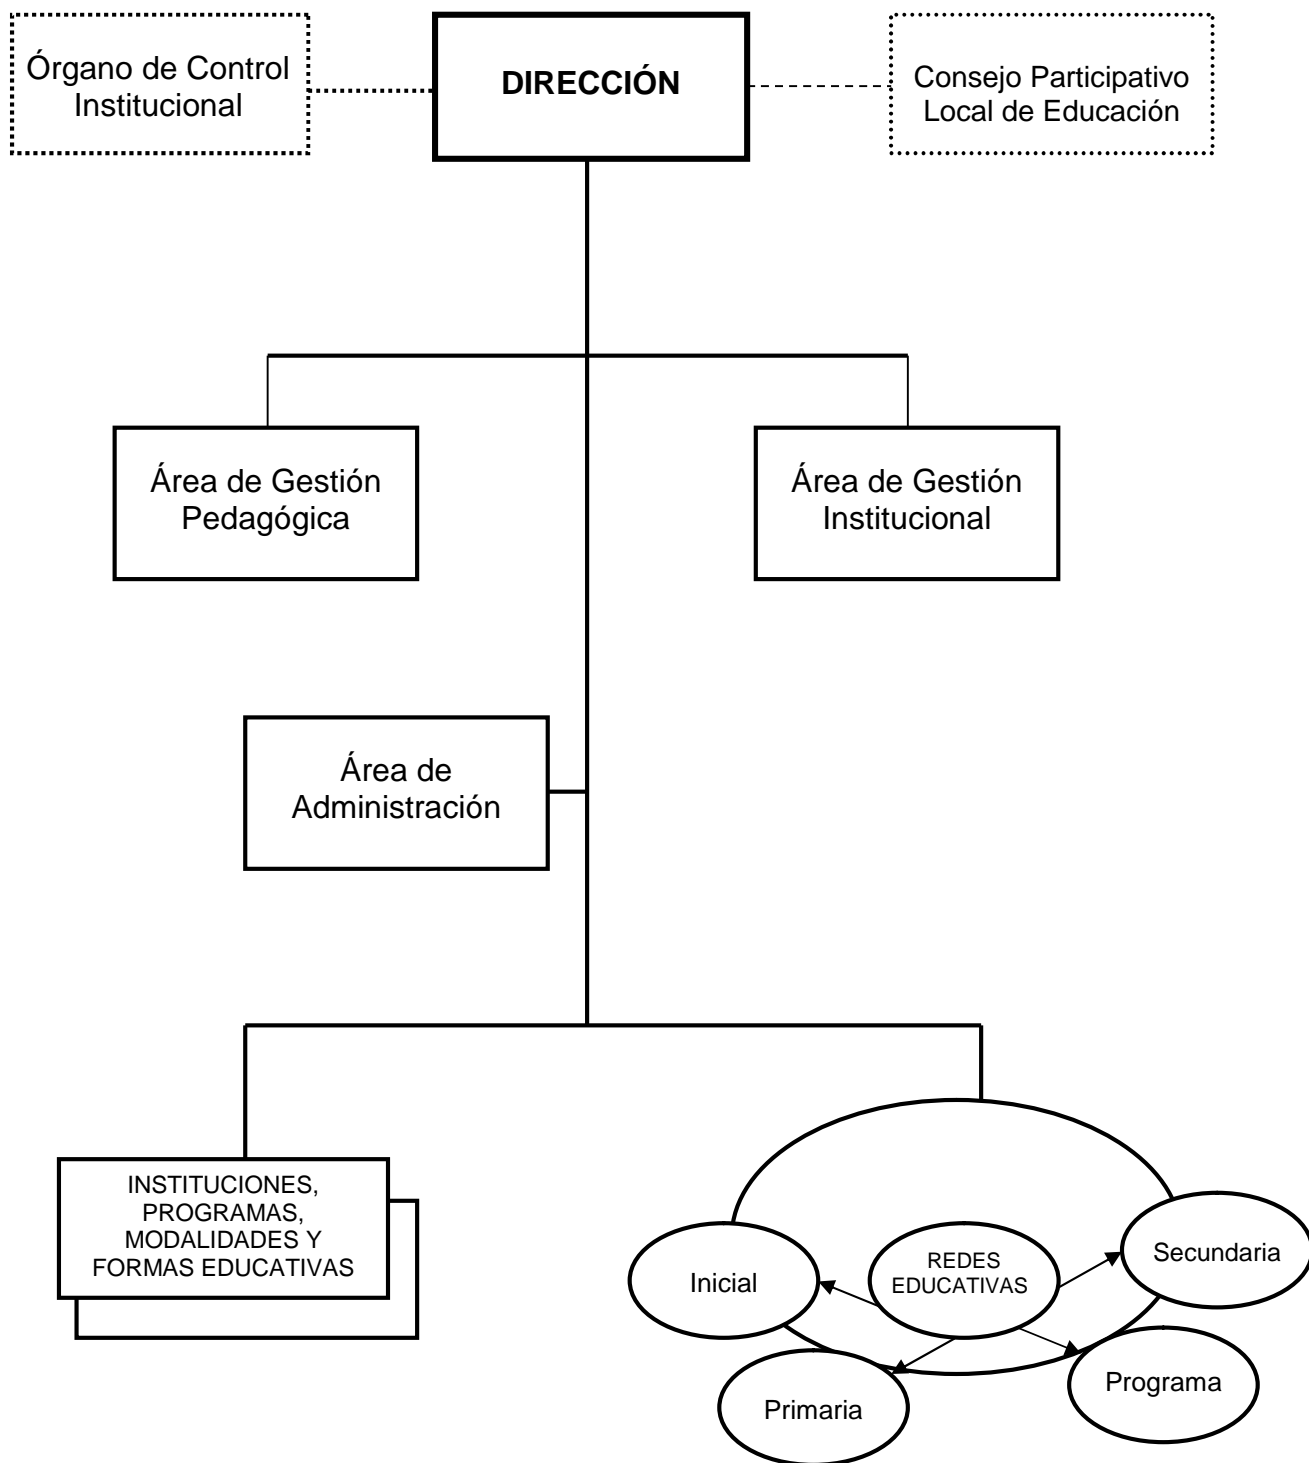 Órgano de Control
Institucional
DIRECCIÓN
Consejo Participativo
Local de Educación
Área de Gestión
Pedagógica
Área de Gestión
Institucional
Área de
Administración
INSTITUCIONES,
PROGRAMAS,
MODALIDADES Y
FORMAS EDUCATIVAS
Inicial
REDES
EDUCATIVAS
Secundaria
Primaria
Programa